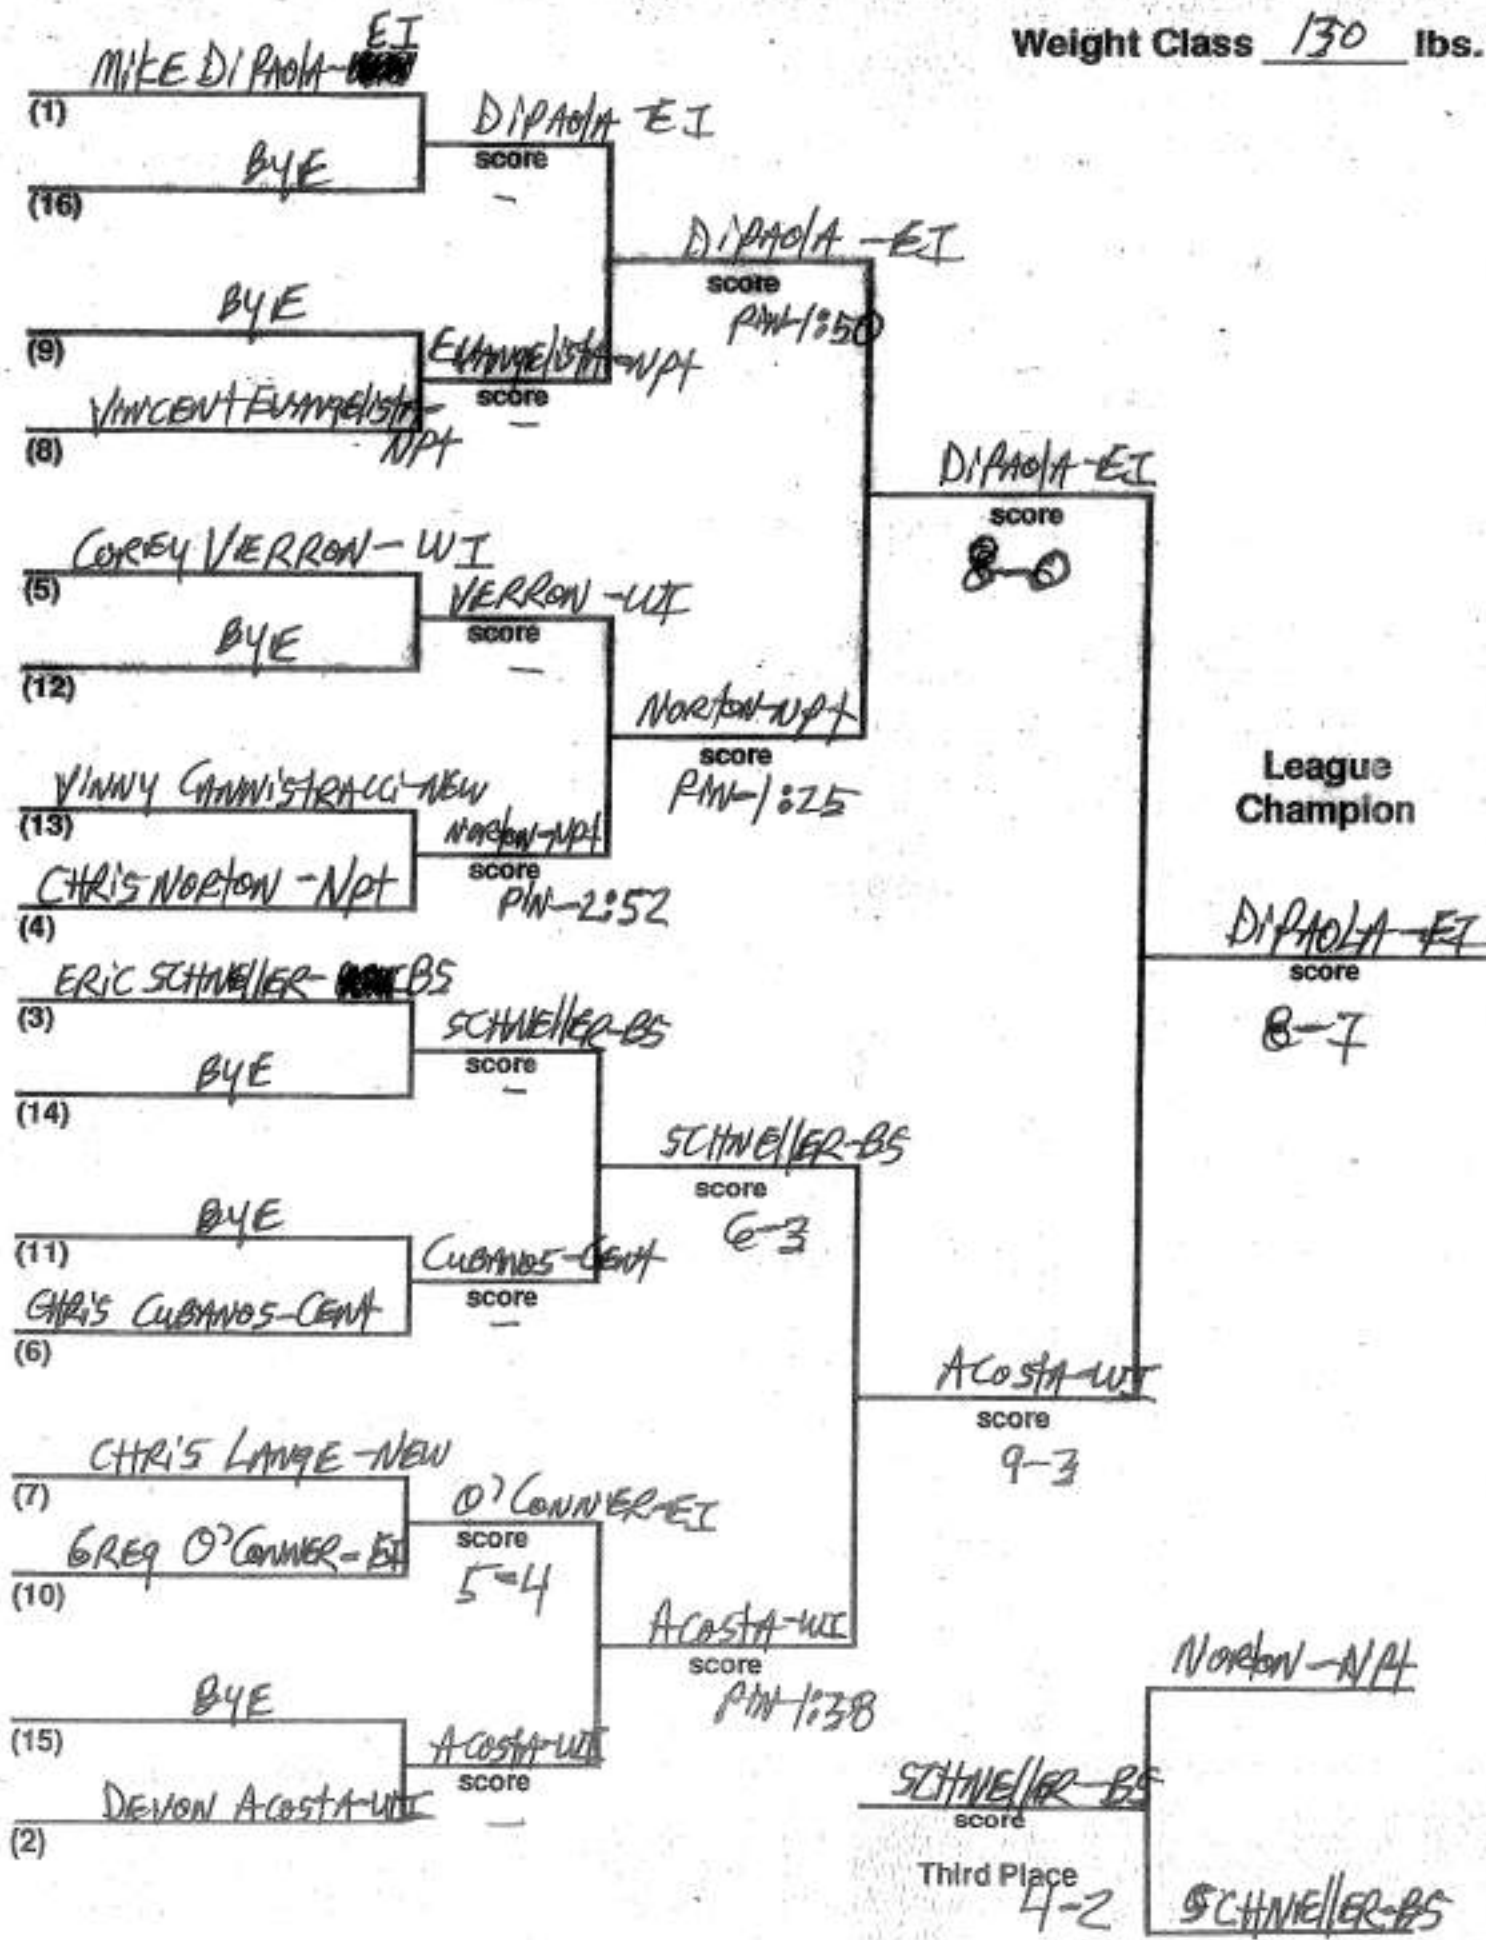 Weight Class 130 lbs.
EI
MIKE DiPAOlA-
(1)
DiPAOlA EI
score
-
BYE
(16)
DiPAOlA -EI
score
PIN-1:50
BYE
(9)
EVANgElistA-NPt
score
-
VINCENt EVANgElistA-
NPt
(8)
DiPAOlA-EI
score
8-0
COREY VERRON-WI
(5)
VERRON-WI
score
-
BYE
(12)
NORtON-NPt
score
PIN-1:25
VINNY CANNiStRACCi-NEW
(13)
NORtON-NPt
score
PIN-2:52
CHRiS NORtON-NPt
(4)
League
Champion
DiPAOLA-EI
score
8-7
ERiC SCHNEllER- BS
(3)
SCHNEllER-BS
score
-
BYE
(14)
SCHNEllER-BS
score
6-3
BYE
(11)
CUBANOS-CENt
score
-
CHRiS CUBANOS-CENt
(6)
ACOStA-WI
score
9-3
CHRiS LANgE-NEW
(7)
O'CONNER-EI
score
5-4
GREg O'CONNER-EI
(10)
ACOStA-WI
score
PIN-1:38
BYE
(15)
ACOStA-WI
score
-
DEVON ACOStA-WI
(2)
NORtON-NPt
SCHNEllER-BS
score
Third Place
4-2
SCHNEllER-BS